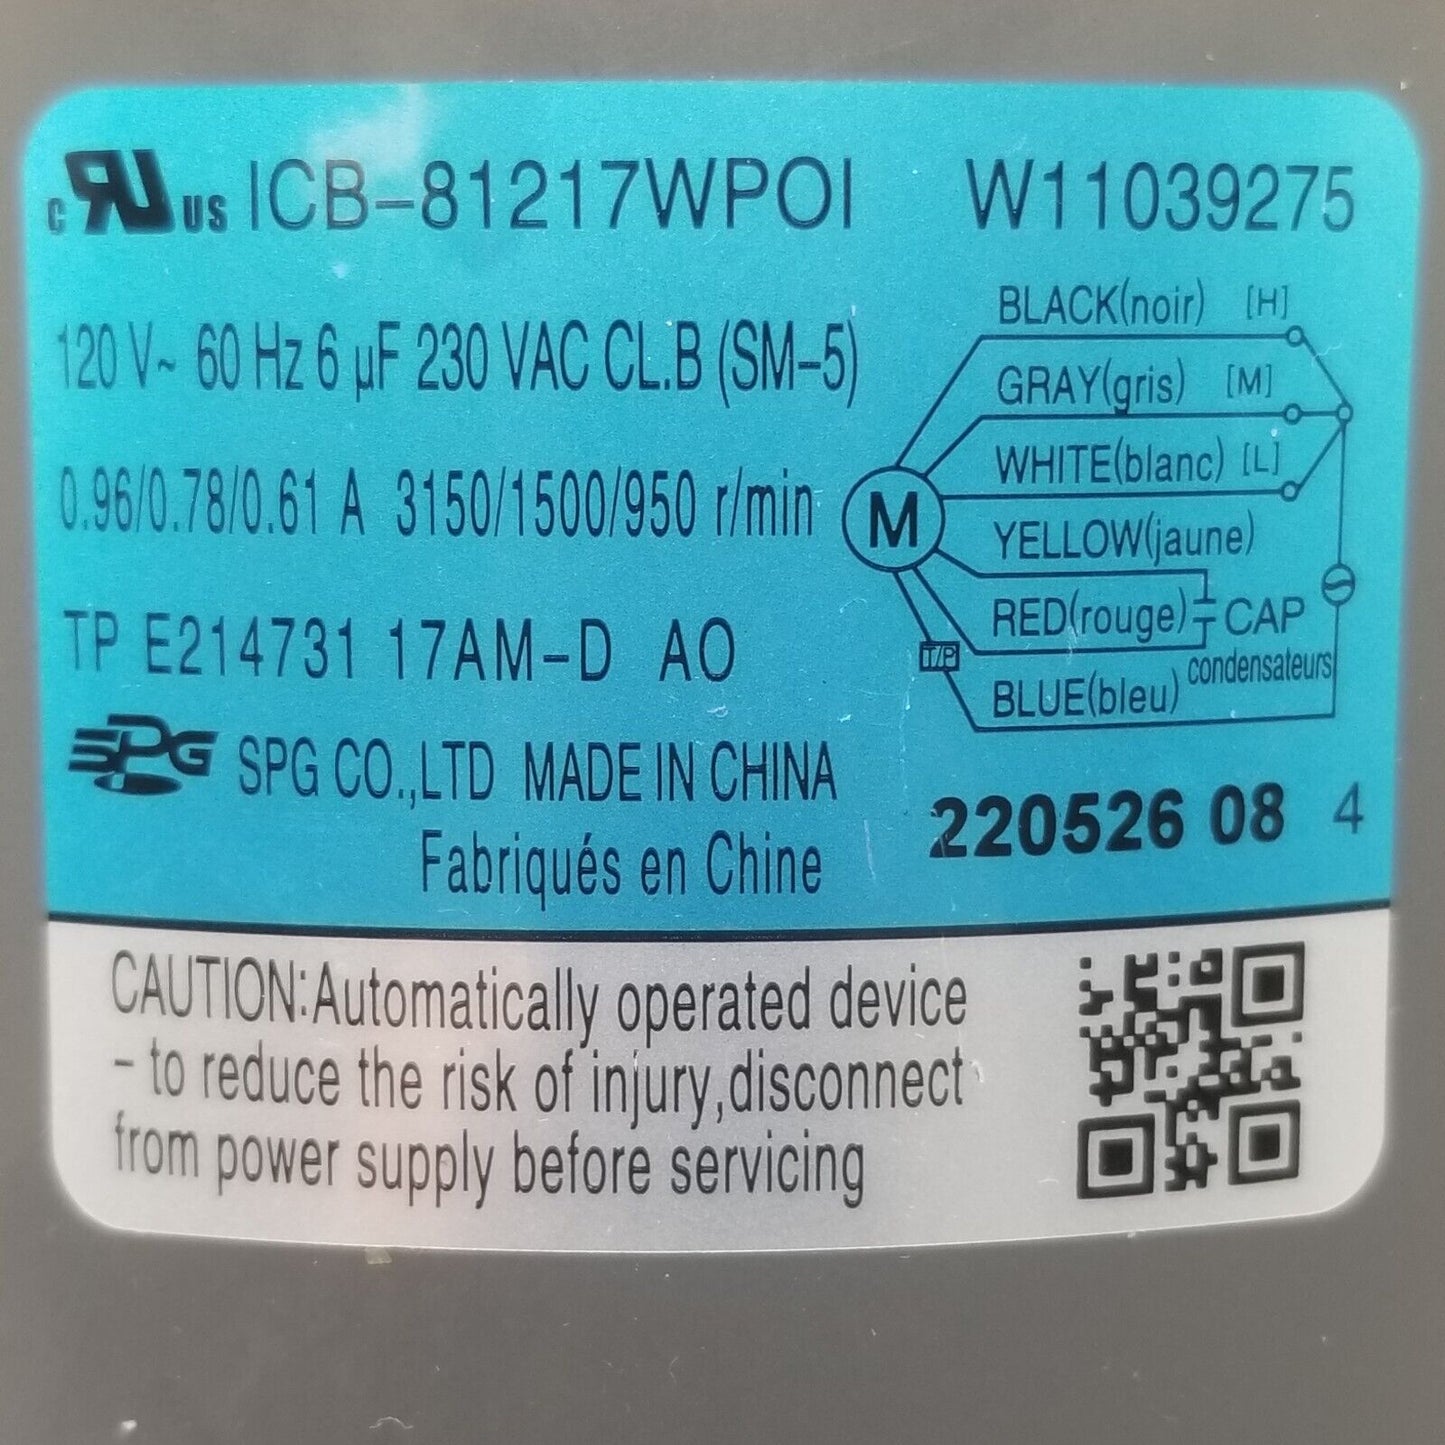 c RU US ICB-81217WPOI W11039275
120 V~ 60 Hz 6 µF 230 VAC CL.B (SM-5)
0.96/0.78/0.61 A 3150/1500/950 r/min
TP E214731 17AM-D AO
SPG SPG CO.,LTD MADE IN CHINA
Fabriqués en Chine
BLACK(noir) [H]
GRAY(gris) [M]
WHITE(blanc) [L]
M
YELLOW(jaune)
RED(rouge) CAP
condensateurs
T/P
BLUE(bleu)
220526 08 4
CAUTION:Automatically operated device
- to reduce the risk of injury,disconnect
from power supply before servicing